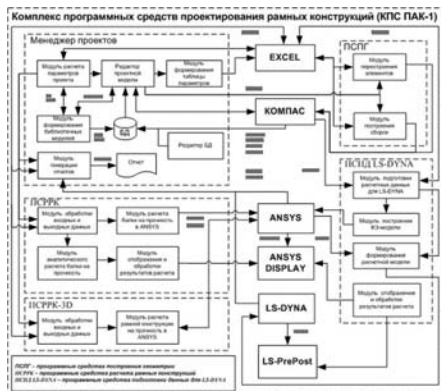 Комплекс программных средств проектирования рамных конструкций (КПС ПАК-1)
Менеджер проектов
Модуль расчета
параметров
проекта
Редактор
проектной
модели
Модуль
формирования
таблицы
параметров
EXCEL
ПСПГ
Модуль
перестроения
элементов
Модуль
построения
сборок
КОМПАС
Модуль
формирования
библиотечных
моделей
БД
Редактор БД
Модуль
генерации
отчетов
Отчет
ПСПД LS-DYNA
Модуль подготовки
расчетных данных
для LS-DYNA
Модуль построения
КЭ-модели
Модуль
формирования
расчетной модели
Модуль отображения
и обработки
результатов расчета
ПСРРК
Модуль обработки
входных и
выходных данных
Модуль расчета
балки на прочность
в ANSYS
ANSYS
Модуль
аналитического
расчета балки на
прочность
Модуль
отображения и
обработки
результатов расчета
ANSYS
DISPLAY
ПСРРК-3D
Модуль обработки
входных и
выходных данных
Модуль расчета
рамной конструкции
на прочность в
ANSYS
LS-DYNA
LS-PrePost
ПСПГ – программные средства построения геометрии
ПСРРК – программные средства расчета рамных конструкций
ПСПД LS-DYNA – программные средства подготовки данных для LS-DYNA